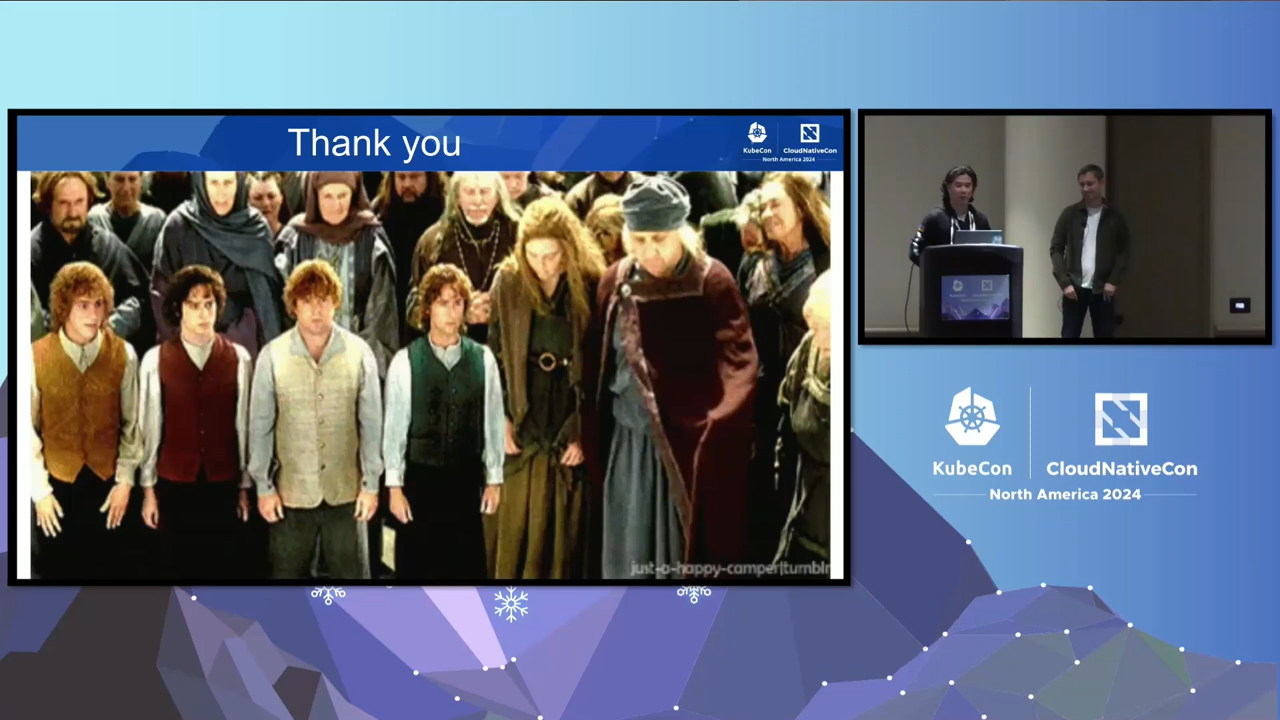 Thank you
KubeCon
CloudNativeCon
North America 2024
just-a-happy-camper|tumblr
KubeCon
CloudNativeCon
North America 2024